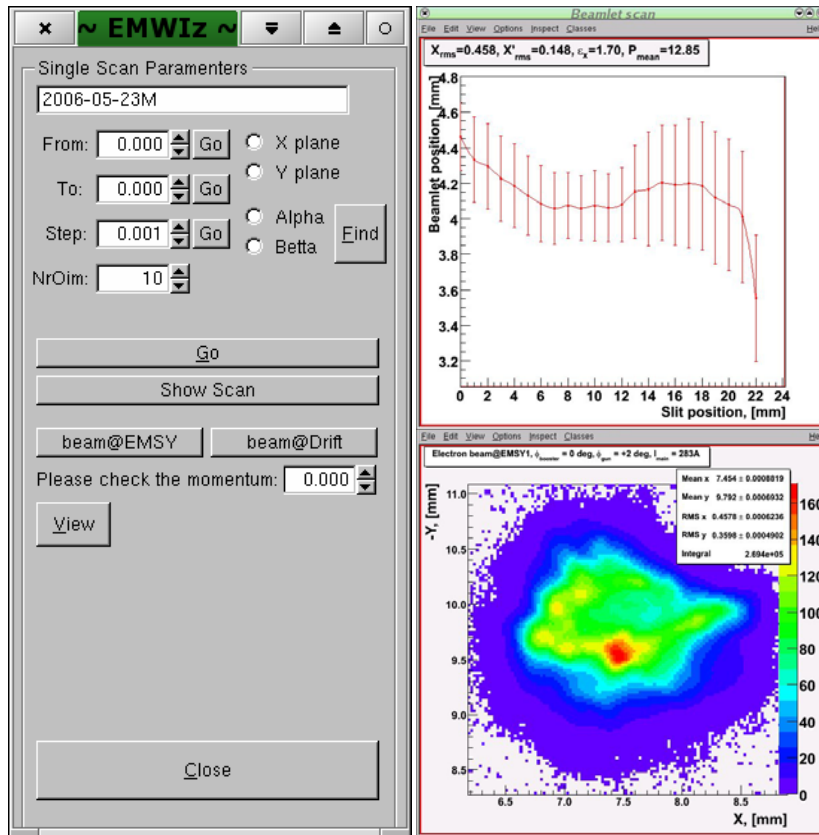 ~ EMWIz ~
Single Scan Paramenters
2006-05-23M
From: 0.000 Go X plane
Y plane
To: 0.000 Go
Alpha
Step: 0.001 Go Find
Betta
NrOim: 10
Go
Show Scan
beam@EMSY beam@Drift
Please check the momentum: 0.000
View
Close
Beamlet scan
File Edit View Options Inspect Classes Hel
Xrms=0.458, X'rms=0.148, εx=1.70, Pmean=12.85
Beamlet position, [mm]
4.8
4.6
4.4
4.2
4
3.8
3.6
3.4
3.2
0 2 4 6 8 10 12 14 16 18 20 22 24
Slit position, [mm]
File Edit View Options Inspect Classes Hel
Electron beam@EMSY1, ϕbooster = 0 deg, ϕgun = +2 deg, Imain = 283A
Mean x 7.454 ± 0.0008819
Mean y 9.792 ± 0.0006932
RMS x 0.4578 ± 0.0006236
RMS y 0.3598 ± 0.0004902
Integral 2.694e+05
-Y, [mm]
11.0
10.5
10.0
9.5
9.0
8.5
6.5 7.0 7.5 8.0 8.5
X, [mm]
160
140
120
100
80
60
40
20
0